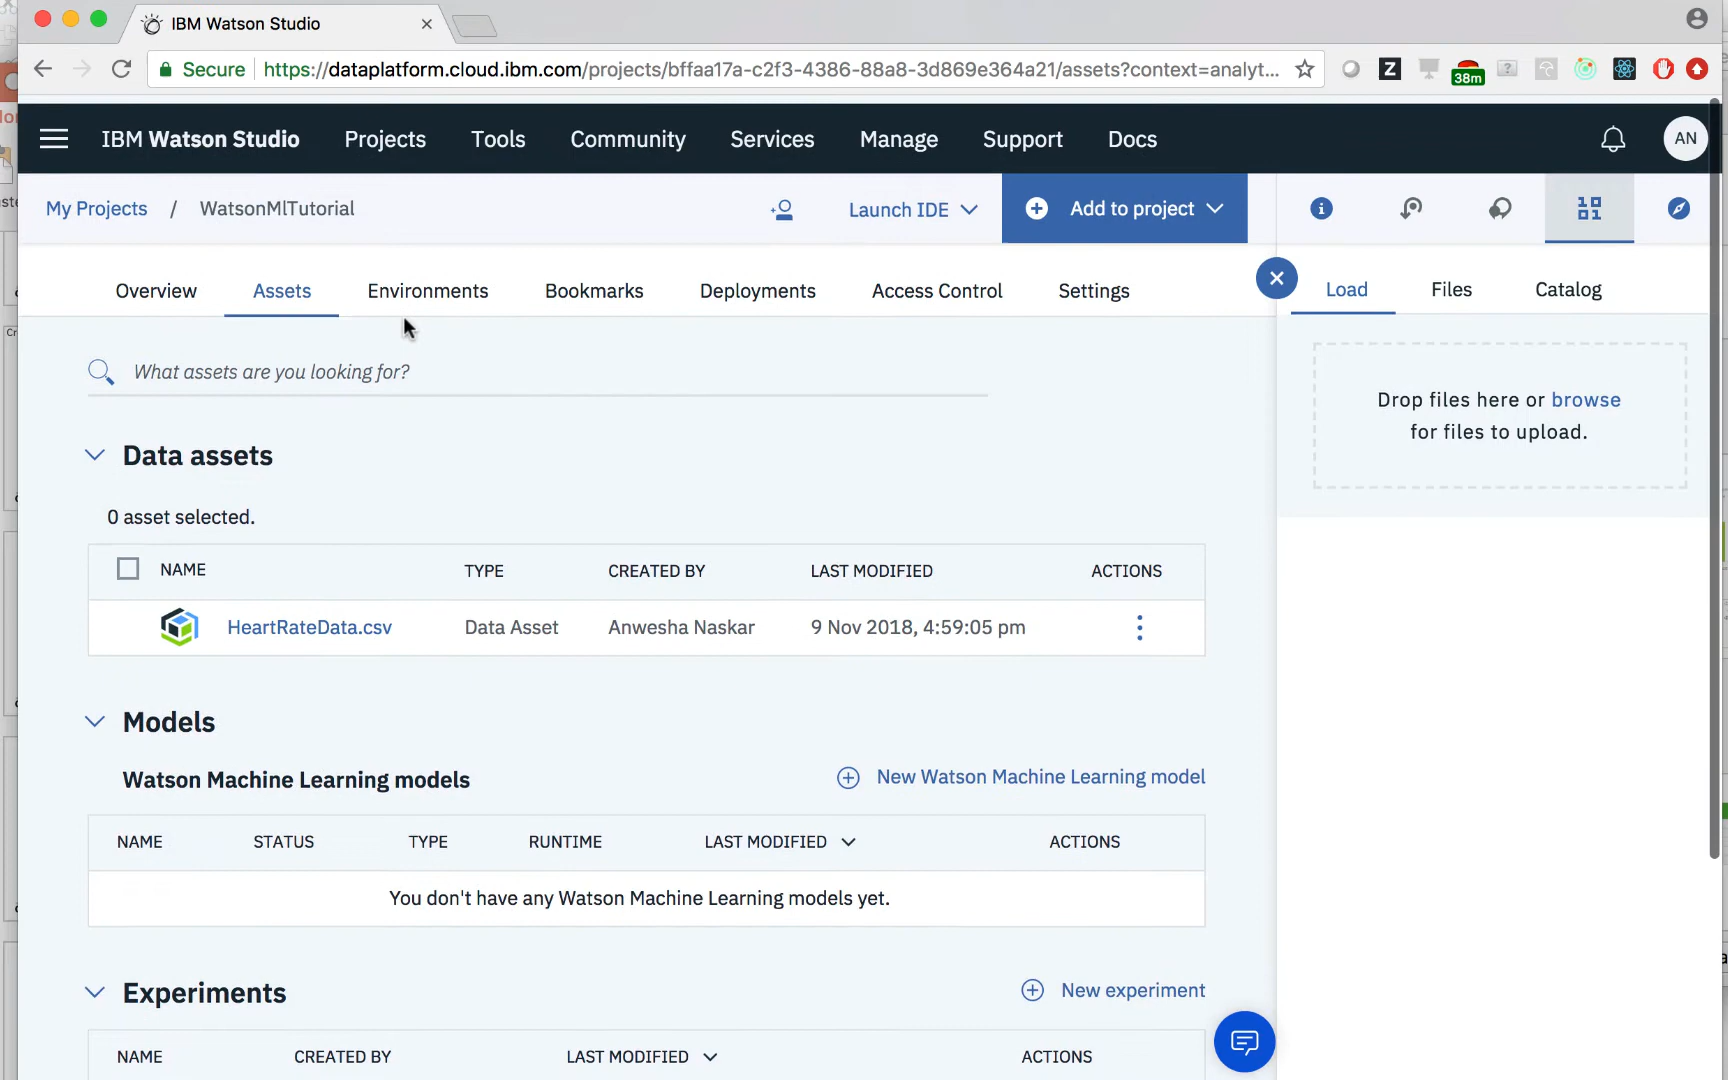 IBM Watson Studio
Secure https://dataplatform.cloud.ibm.com/projects/bffaa17a-c2f3-4386-88a8-3d869e364a21/assets?context=analyt...
Z
38m
IBM Watson Studio Projects Tools Community Services Manage Support Docs AN
My Projects / WatsonMlTutorial Launch IDE Add to project
Overview Assets Environments Bookmarks Deployments Access Control Settings
Load Files Catalog
What assets are you looking for?
Drop files here or browse
for files to upload.
Data assets
0 asset selected.
NAME TYPE CREATED BY LAST MODIFIED ACTIONS
HeartRateData.csv Data Asset Anwesha Naskar 9 Nov 2018, 4:59:05 pm
Models
Watson Machine Learning models New Watson Machine Learning model
NAME STATUS TYPE RUNTIME LAST MODIFIED ACTIONS
You don't have any Watson Machine Learning models yet.
Experiments New experiment
NAME CREATED BY LAST MODIFIED ACTIONS